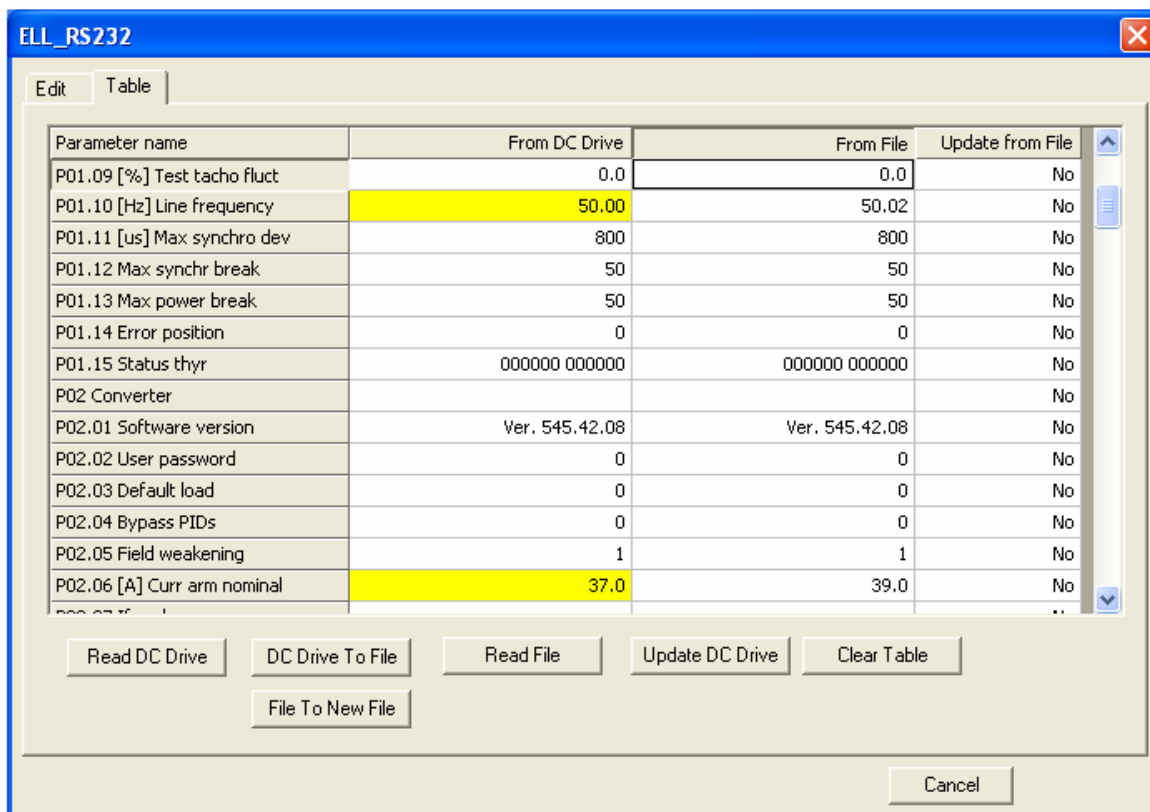 ELL_RS232
Edit Table
Parameter name From DC Drive From File Update from File
P01.09 [%] Test tacho fluct 0.0 0.0 No
P01.10 [Hz] Line frequency 50.00 50.02 No
P01.11 [us] Max synchro dev 800 800 No
P01.12 Max synchr break 50 50 No
P01.13 Max power break 50 50 No
P01.14 Error position 0 0 No
P01.15 Status thyr 000000 000000 000000 000000 No
P02 Converter No
P02.01 Software version Ver. 545.42.08 Ver. 545.42.08 No
P02.02 User password 0 0 No
P02.03 Default load 0 0 No
P02.04 Bypass PIDs 0 0 No
P02.05 Field weakening 1 1 No
P02.06 [A] Curr arm nominal 37.0 39.0 No
Read DC Drive DC Drive To File Read File Update DC Drive Clear Table
File To New File
Cancel